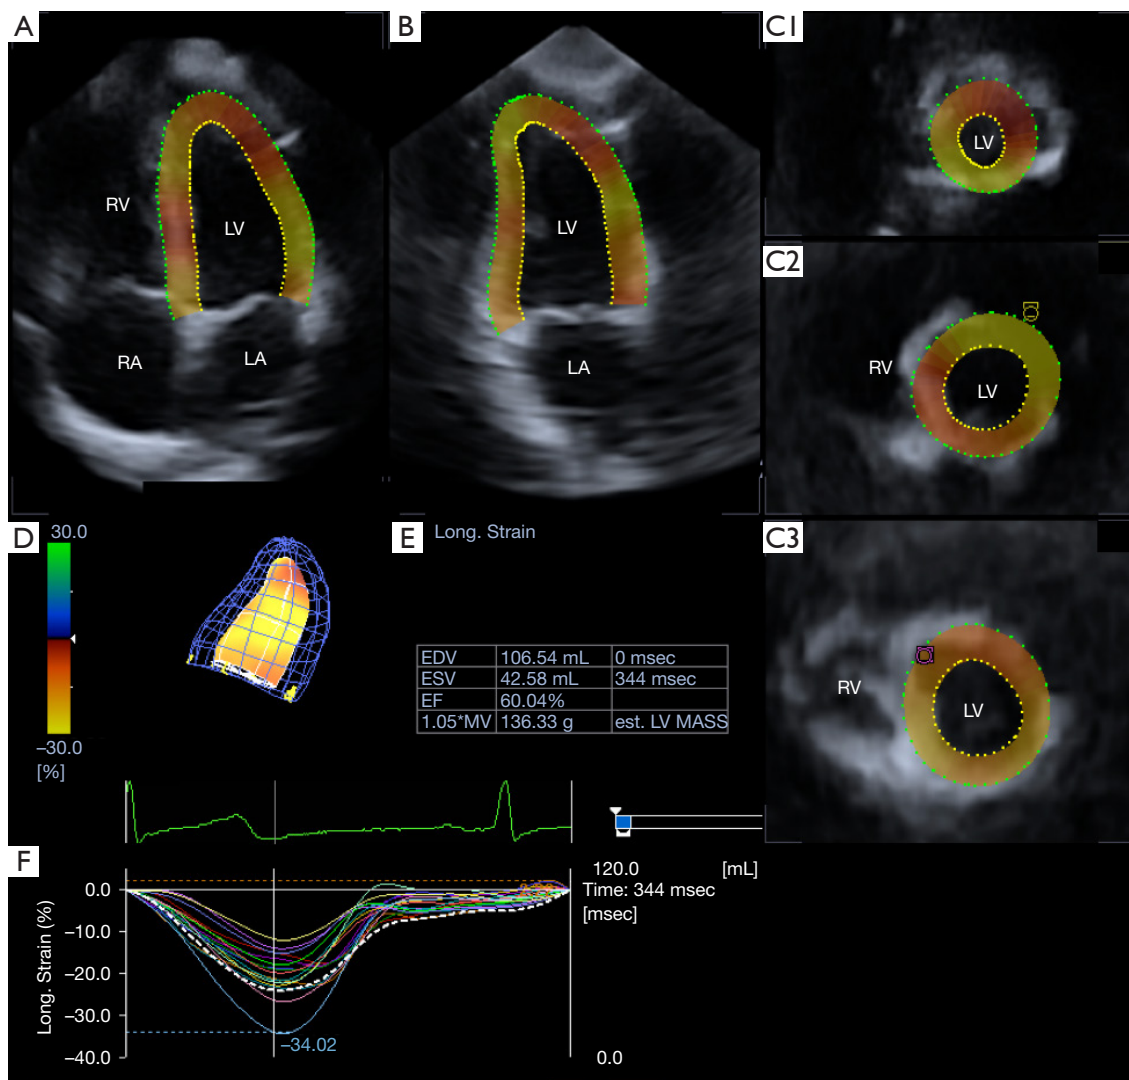 A
B
C1
RV
LV
RA
LA
LV
LA
LV
C2
RV
LV
D
30.0
−30.0
[%]
E
Long. Strain
EDV 106.54 mL 0 msec
ESV 42.58 mL 344 msec
EF 60.04%
1.05*MV 136.33 g est. LV MASS
C3
RV
LV
F
120.0 [mL]
Time: 344 msec
[msec]
0.0
Long. Strain (%)
0.0
−10.0
−20.0
−30.0
−40.0
−34.02